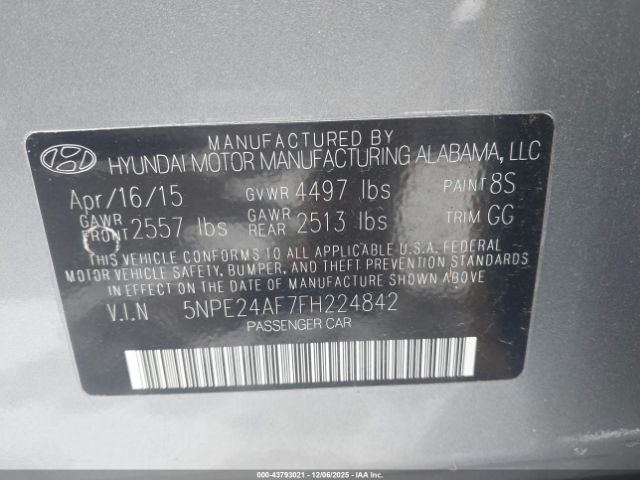 MANUFACTURED BY
HYUNDAI MOTOR MANUFACTURING ALABAMA, LLC
Apr/16/15 GVWR 4497 lbs PAINT 8S
GAWR FRONT 2557 lbs GAWR REAR 2513 lbs TRIM GG
THIS VEHICLE CONFORMS TO ALL APPLICABLE U.S. FEDERAL
MOTOR VEHICLE SAFETY, BUMPER, AND THEFT PREVENTION STANDARDS
IN EFFECT ON THE DATE OF MANUFACTURE SHOWN ABOVE
V.I.N 5NPE24AF7FH224842
PASSENGER CAR
000-43793021 - 12/06/2025 - COPYRIGHT IAA, LLC